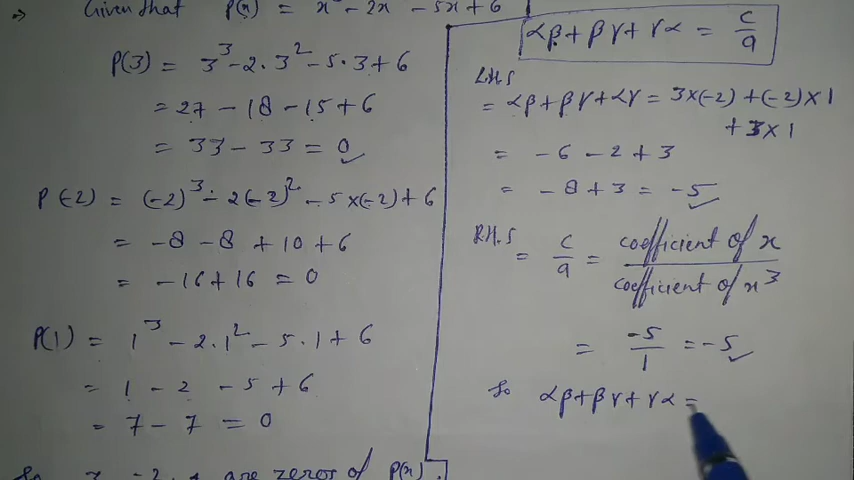 ⇒ Given that P(x) = x³ - 2x² - 5x + 6
P(3) = 3³ - 2·3² - 5·3 + 6
= 27 - 18 - 15 + 6
= 33 - 33 = 0 ✓
P(-2) = (-2)³ - 2(-2)² - 5×(-2) + 6
= -8 - 8 + 10 + 6
= -16 + 16 = 0
P(1) = 1³ - 2·1² - 5·1 + 6
= 1 - 2 - 5 + 6
= 7 - 7 = 0
are zeros of P(x).
αβ + βγ + γα = c/a
LHS
= αβ + βγ + αγ = 3×(-2) + (-2)×1
+ 3×1
= -6 - 2 + 3
= -8 + 3 = -5 ✓
R.H.S
= c/a = coefficient of x / coefficient of x³
= -5/1 = -5 ✓
So αβ + βγ + γα =